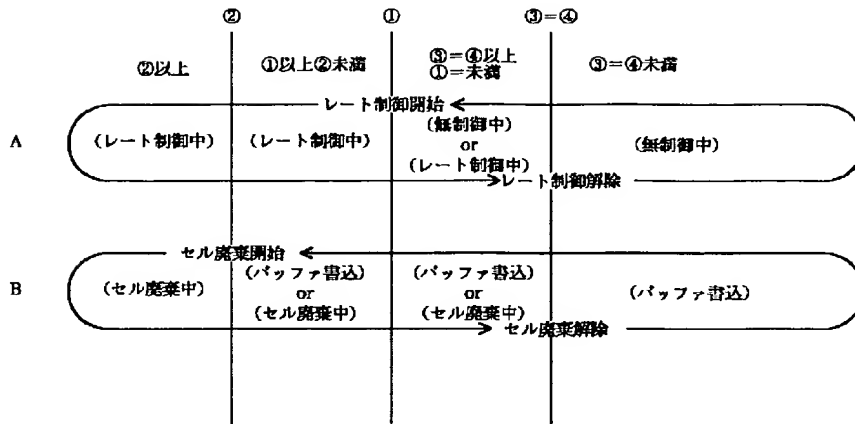 ② ① ③=④
②以上 ①以上②未満 ③=④以上 ③=④未満
①=未満
レート制御開始
A (レート制御中) (レート制御中) (無制御中) (無制御中)
or
(レート制御中)
レート制御解除
セル廃棄開始
B (セル廃棄中) (バッファ書込) (バッファ書込) (バッファ書込)
or or
(セル廃棄中) (セル廃棄中)
セル廃棄解除